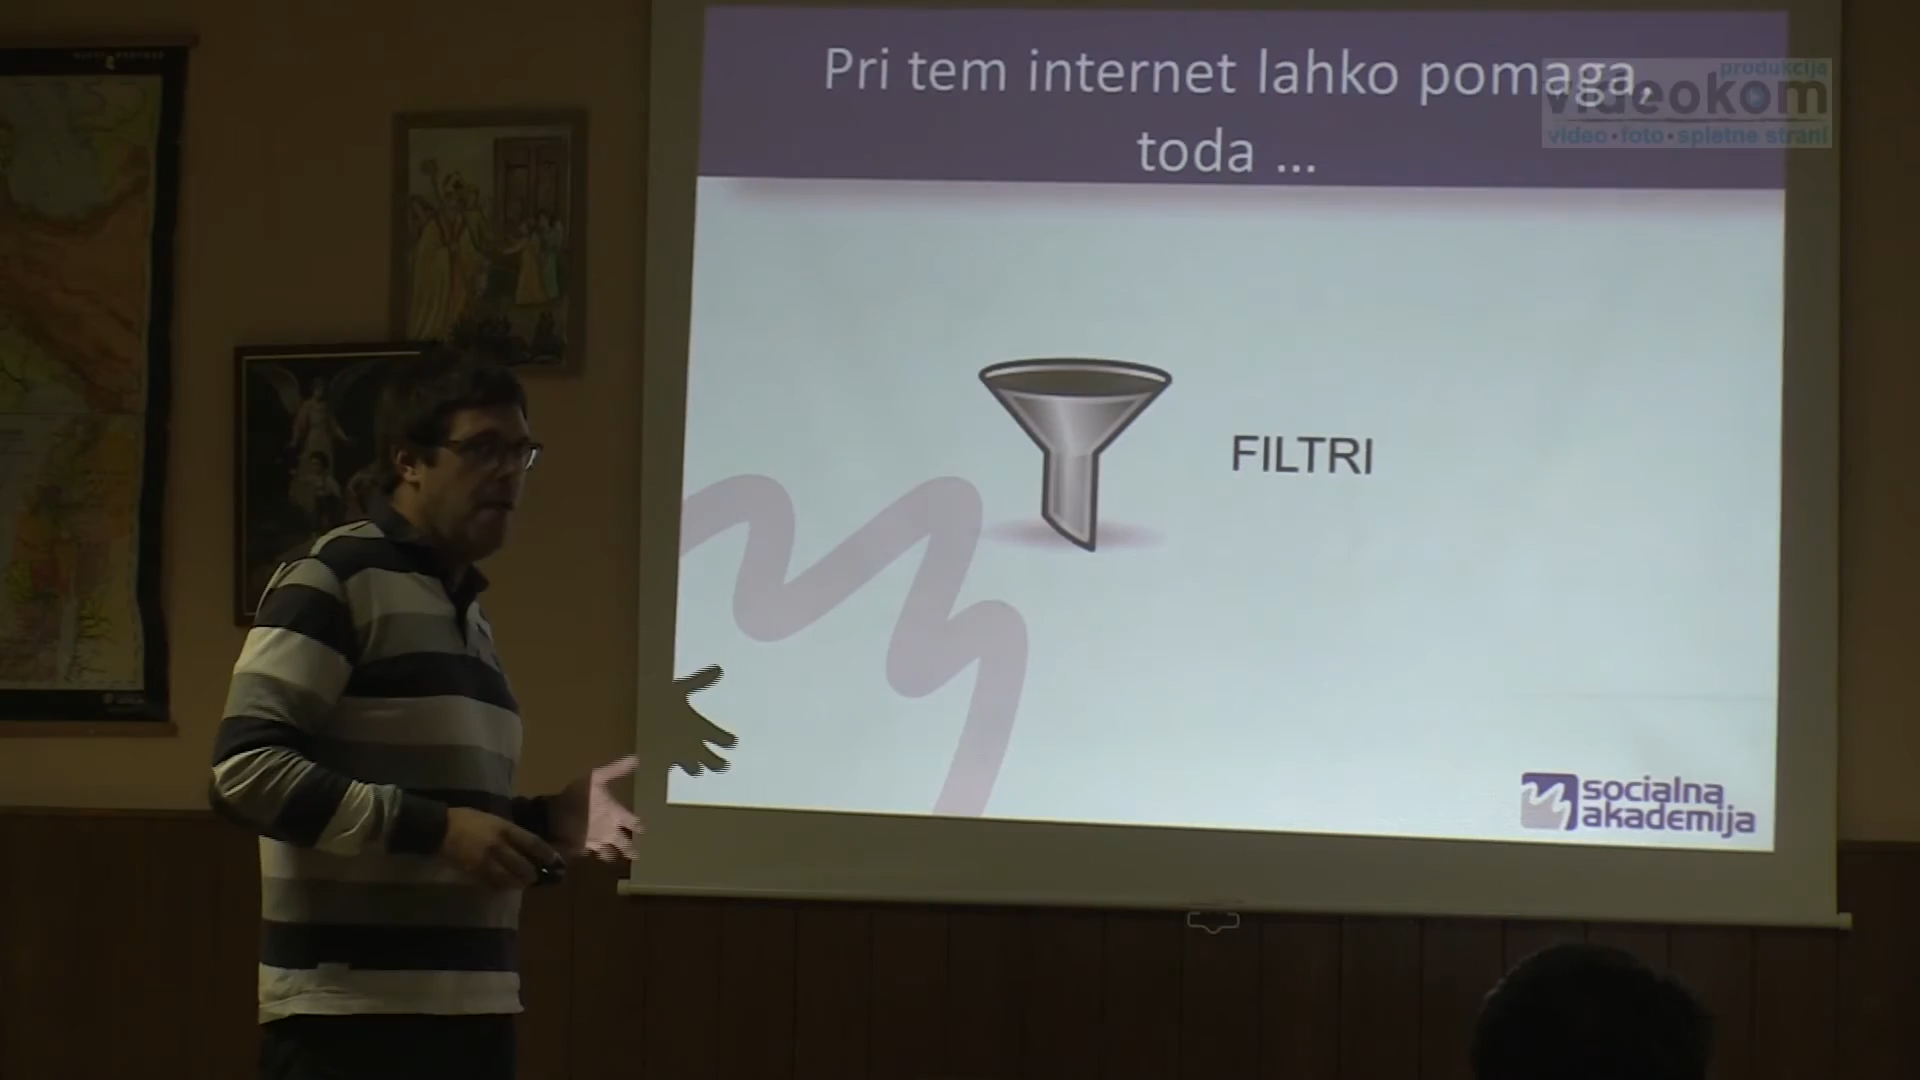 Pri tem internet lahko pomaga,
toda ...
produkcija
videokom
video•foto•spletne strani
FILTRI
socialna
akademija